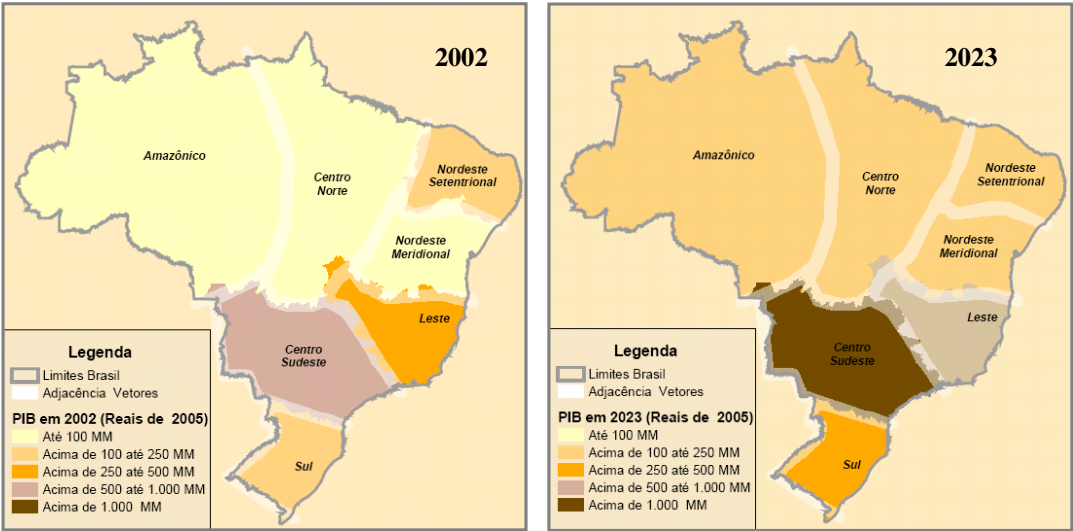 2002
Amazônico
Centro
Norte
Nordeste
Setentrional
Nordeste
Meridional
Leste
Centro
Sudeste
Sul
Legenda
Limites Brasil
Adjacência Vetores
PIB em 2002 (Reais de 2005)
Até 100 MM
Acima de 100 até 250 MM
Acima de 250 até 500 MM
Acima de 500 até 1.000 MM
Acima de 1.000 MM
2023
Amazônico
Centro
Norte
Nordeste
Setentrional
Nordeste
Meridional
Leste
Centro
Sudeste
Sul
Legenda
Limites Brasil
Adjacência Vetores
PIB em 2023 (Reais de 2005)
Até 100 MM
Acima de 100 até 250 MM
Acima de 250 até 500 MM
Acima de 500 até 1.000 MM
Acima de 1.000 MM